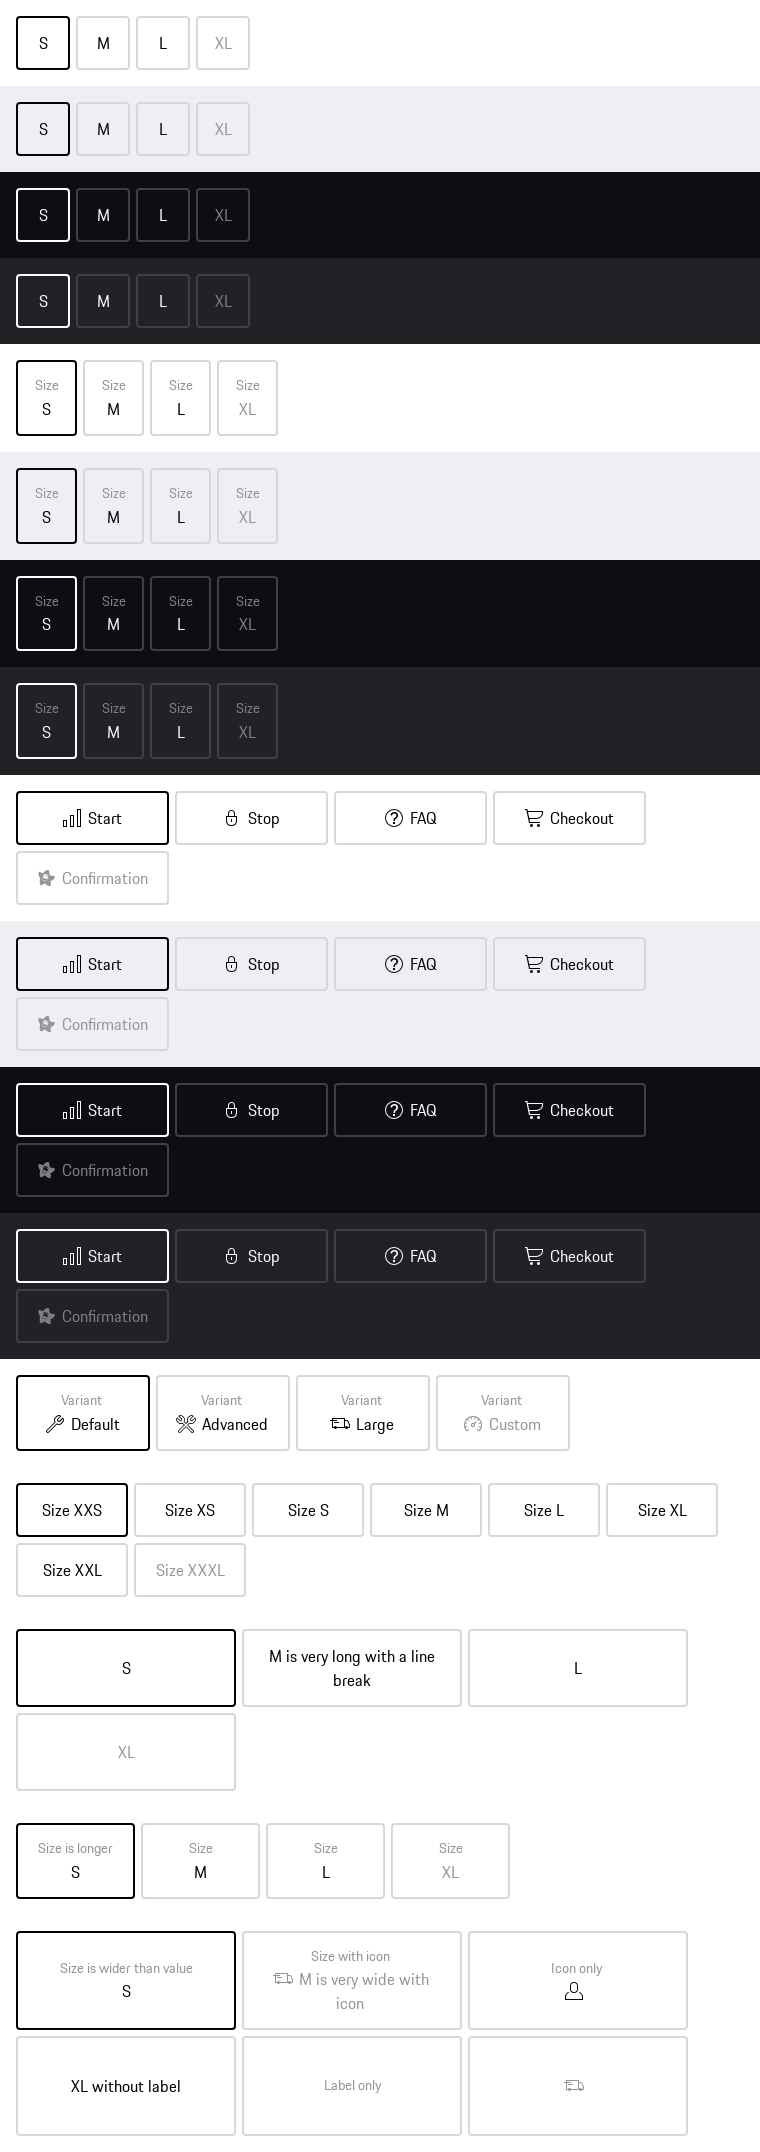 S M L XL
S M L XL
S M L XL
S M L XL
Size Size Size Size
S M L XL
Size Size Size Size
S M L XL
Size Size Size Size
S M L XL
Size Size Size Size
S M L XL
Start Stop FAQ Checkout
Confirmation
Start Stop FAQ Checkout
Confirmation
Start Stop FAQ Checkout
Confirmation
Start Stop FAQ Checkout
Confirmation
Variant Variant Variant Variant
Default Advanced Large Custom
Size XXS Size XS Size S Size M Size L Size XL
Size XXL Size XXXL
S
M is very long with a line
break
L
XL
Size is longer Size Size Size
S M L XL
Size is wider than value
S
Size with icon
M is very wide with
icon
Icon only
XL without label
Label only